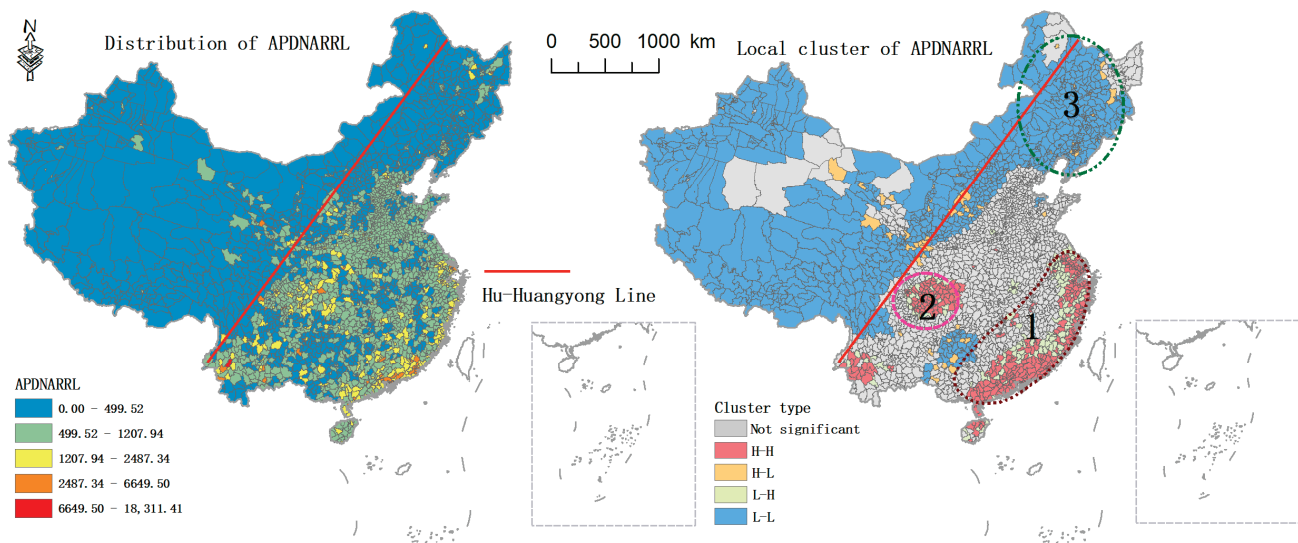 N
Distribution of APDNARRL
0 500 1000 km
Local cluster of APDNARRL
3
Hu-Huangyong Line
2
1
APDNARRL
0.00 - 499.52
499.52 - 1207.94
1207.94 - 2487.34
2487.34 - 6649.50
6649.50 - 18,311.41
Cluster type
Not significant
H-H
H-L
L-H
L-L